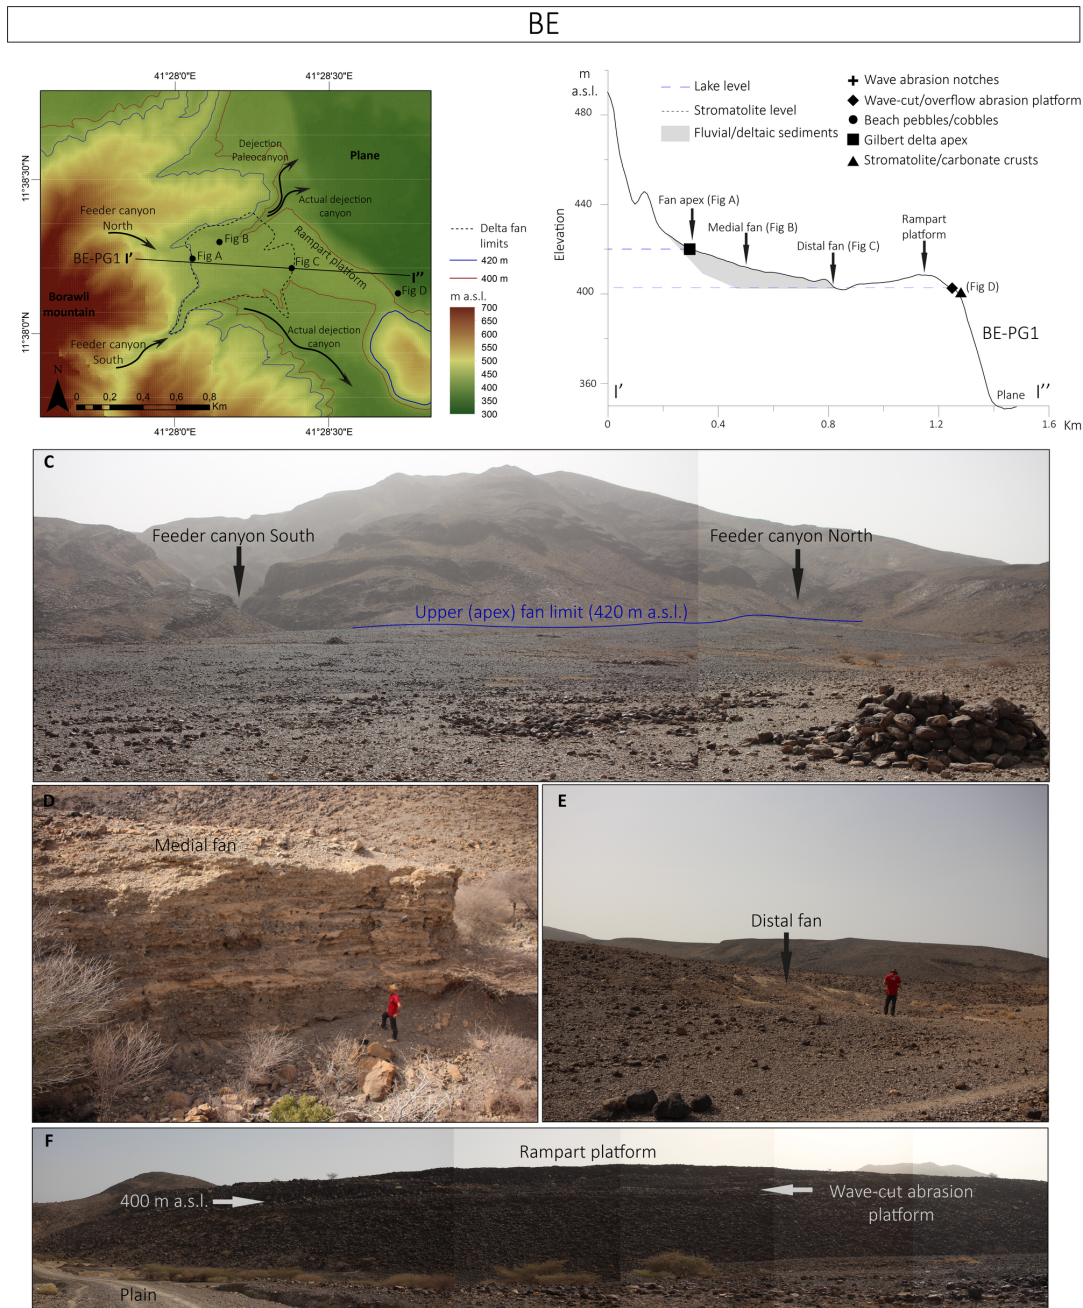 BE
41°28'0"E
41°28'30"E
11°38'30"N
11°38'0"N
Dejection
Paleocanyon
Plane
Actual dejection
canyon
Feeder canyon
North
Fig B
Rampart platform
BE-PG1 I'
Fig A
Fig C
I''
Fig D
Borawli
mountain
Feeder canyon
South
Actual dejection
canyon
N
0
0,2
0,4
0,6
0,8
Km
41°28'0"E
41°28'30"E
Delta fan
limits
420 m
400 m
m a.s.l.
700
650
600
550
500
450
400
350
300
m
a.s.l.
480
440
400
360
Elevation
Lake level
Stromatolite level
Fluvial/deltaic sediments
Wave abrasion notches
Wave-cut/overflow abrasion platform
Beach pebbles/cobbles
Gilbert delta apex
Stromatolite/carbonate crusts
Fan apex (Fig A)
Medial fan (Fig B)
Distal fan (Fig C)
Rampart
platform
(Fig D)
BE-PG1
I'
Plane
I''
0
0.4
0.8
1.2
1.6
Km
C
Feeder canyon South
Feeder canyon North
Upper (apex) fan limit (420 m a.s.l.)
D
Medial fan
E
Distal fan
F
Rampart platform
400 m a.s.l.
Wave-cut abrasion
platform
Plain